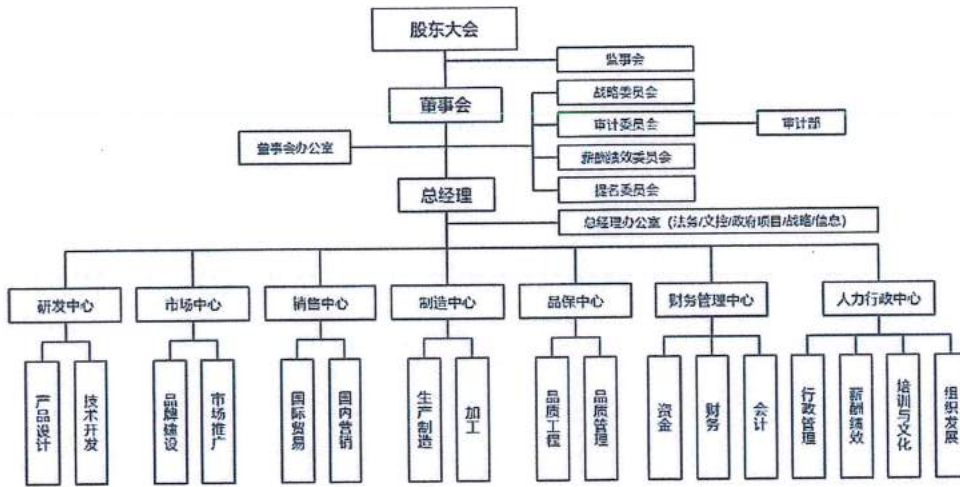 股东大会
监事会
战略委员会
董事会
审计委员会
审计部
董事会办公室
薪酬绩效委员会
总经理
提名委员会
总经理办公室（法务/文控/政府项目/战略/信息）
研发中心
市场中心
销售中心
制造中心
品保中心
财务管理中心
人力行政中心
产品设计
技术开发
品牌建设
市场推广
国际贸易
国内营销
生产制造
加工
品质工程
品质管理
资金
财务
会计
行政管理
薪酬绩效
培训与文化
组织发展